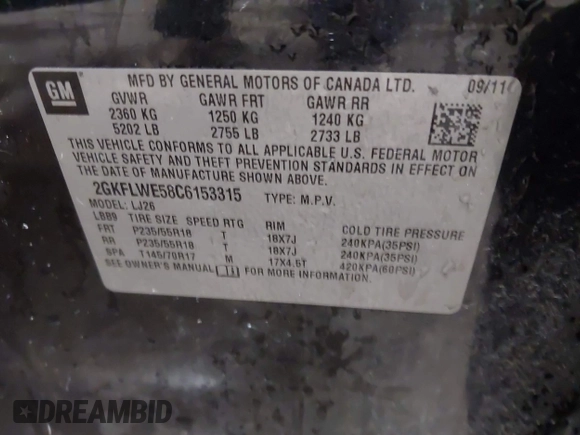 GM
MFD BY GENERAL MOTORS OF CANADA LTD. 09/11
GVWR GAWR FRT GAWR RR
2360 KG 1250 KG 1240 KG
5202 LB 2756 LB 2733 LB
THIS VEHICLE CONFORMS TO ALL APPLICABLE U.S. FEDERAL MOTOR
VEHICLE SAFETY AND THEFT PREVENTION STANDARDS IN EFFECT ON
THE DATE OF MANUFACTURE SHOWN ABOVE.
2GKFLWE58C6153315 TYPE: M.P.V.
MODEL: LJ26
LBB9 TIRE SIZE SPEED RTG RIM COLD TIRE PRESSURE
FRT P235/55R18 T 18X7J 240KPA(35PSI)
RR P235/55R18 T 18X7J 240KPA(35PSI)
SPA T145/70R17 M 17X4.5T 420KPA(60PSI)
SEE OWNER'S MANUAL FOR MORE INFORMATION.
DREAMBID